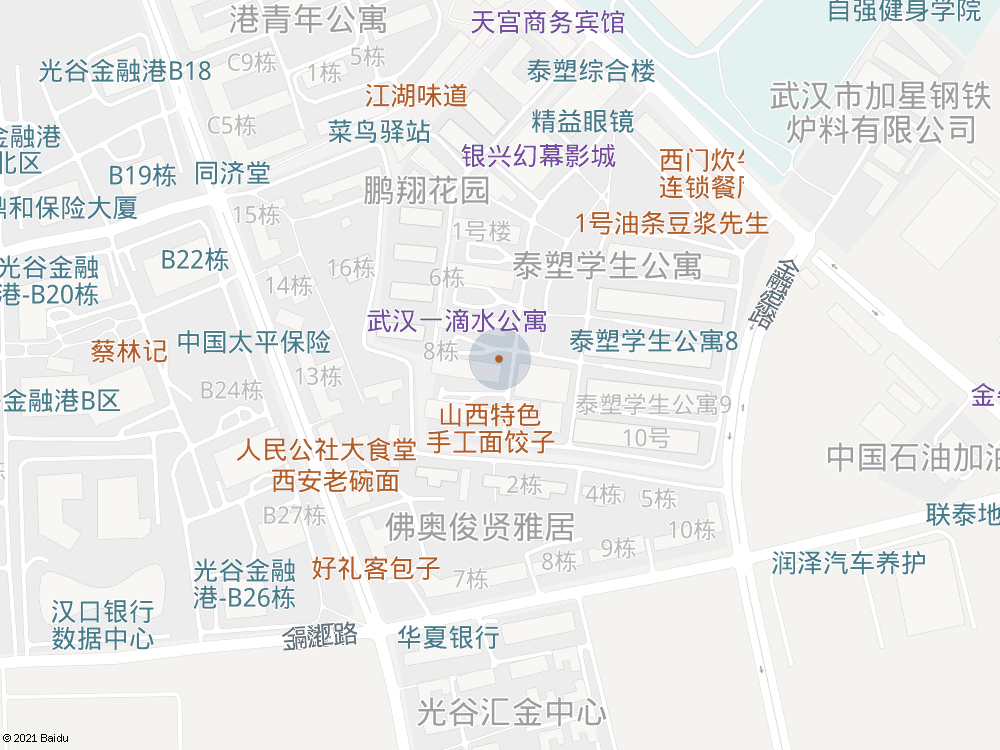 港青年公寓
天宫商务宾馆
自强健身学院
C9栋
5栋
1栋
光谷金融港B18
泰塑综合楼
江湖味道
武汉市加星钢铁
炉料有限公司
C5栋
菜鸟驿站
精益眼镜
光谷金融港
北区
银兴幻幕影城
B19栋
同济堂
鹏翔花园
连锁餐厅
鼎和保险大厦
15栋
1号楼
1号油条豆浆先生
B22栋
16栋
6栋
泰塑学生公寓
光谷金融
港-B20栋
14栋
武汉一滴水公寓
中国太平保险
8栋
泰塑学生公寓8
蔡林记
13栋
B24栋
金融港B区
泰塑学生公寓9
山西特色
手工面饺子
10号
人民公社大食堂
西安老碗面
中国石油加油
2栋
4栋
5栋
B27栋
佛奥俊贤雅居
10栋
联泰地
9栋
8栋
7栋
光谷金融
港-B26栋
好礼客包子
润泽汽车养护
汉口银行
数据中心
华夏银行
光谷汇金中心
© 2021 Baidu